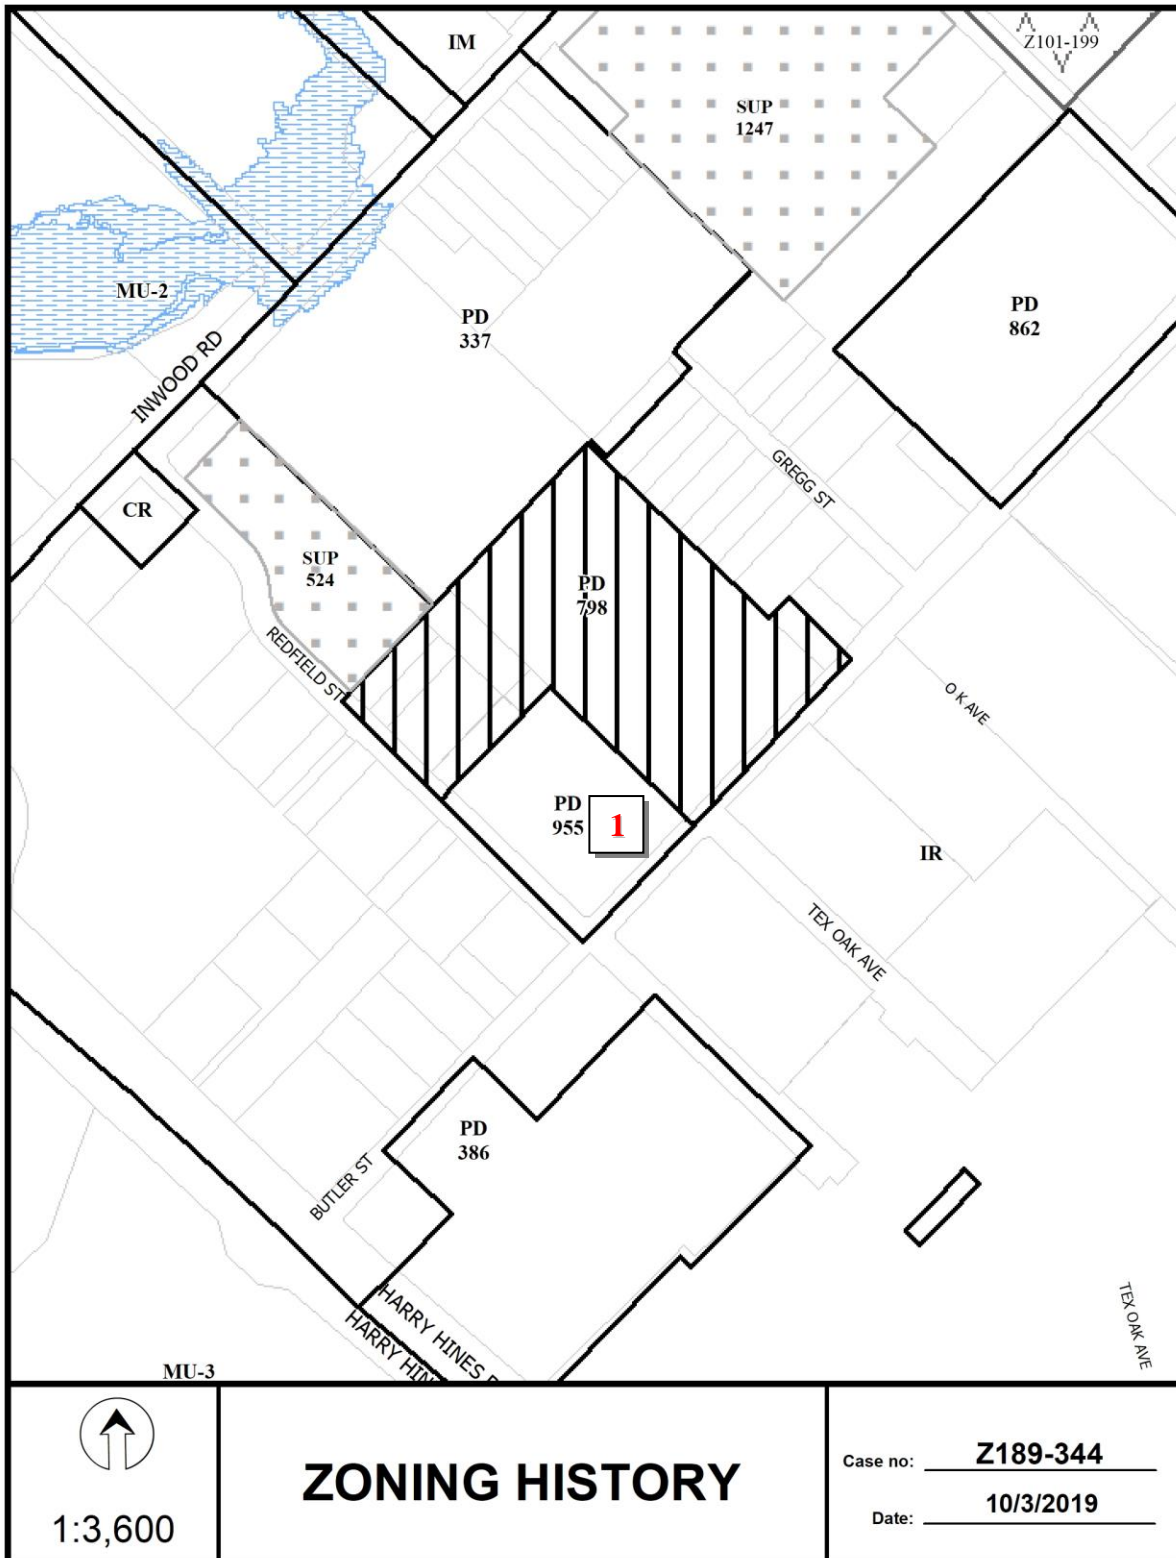 IM
Z101-199
SUP
1247
MU-2
PD
337
PD
862
INWOOD RD
GREGG ST
CR
SUP
524
PD
798
REDFIELD ST
O K AVE
PD
955
1
IR
TEX OAK AVE
PD
386
BUTLER ST
HARRY HINES
HARRY HIN
TEX OAK AVE
MU-3
1:3,600
ZONING HISTORY
Case no: Z189-344
Date: 10/3/2019